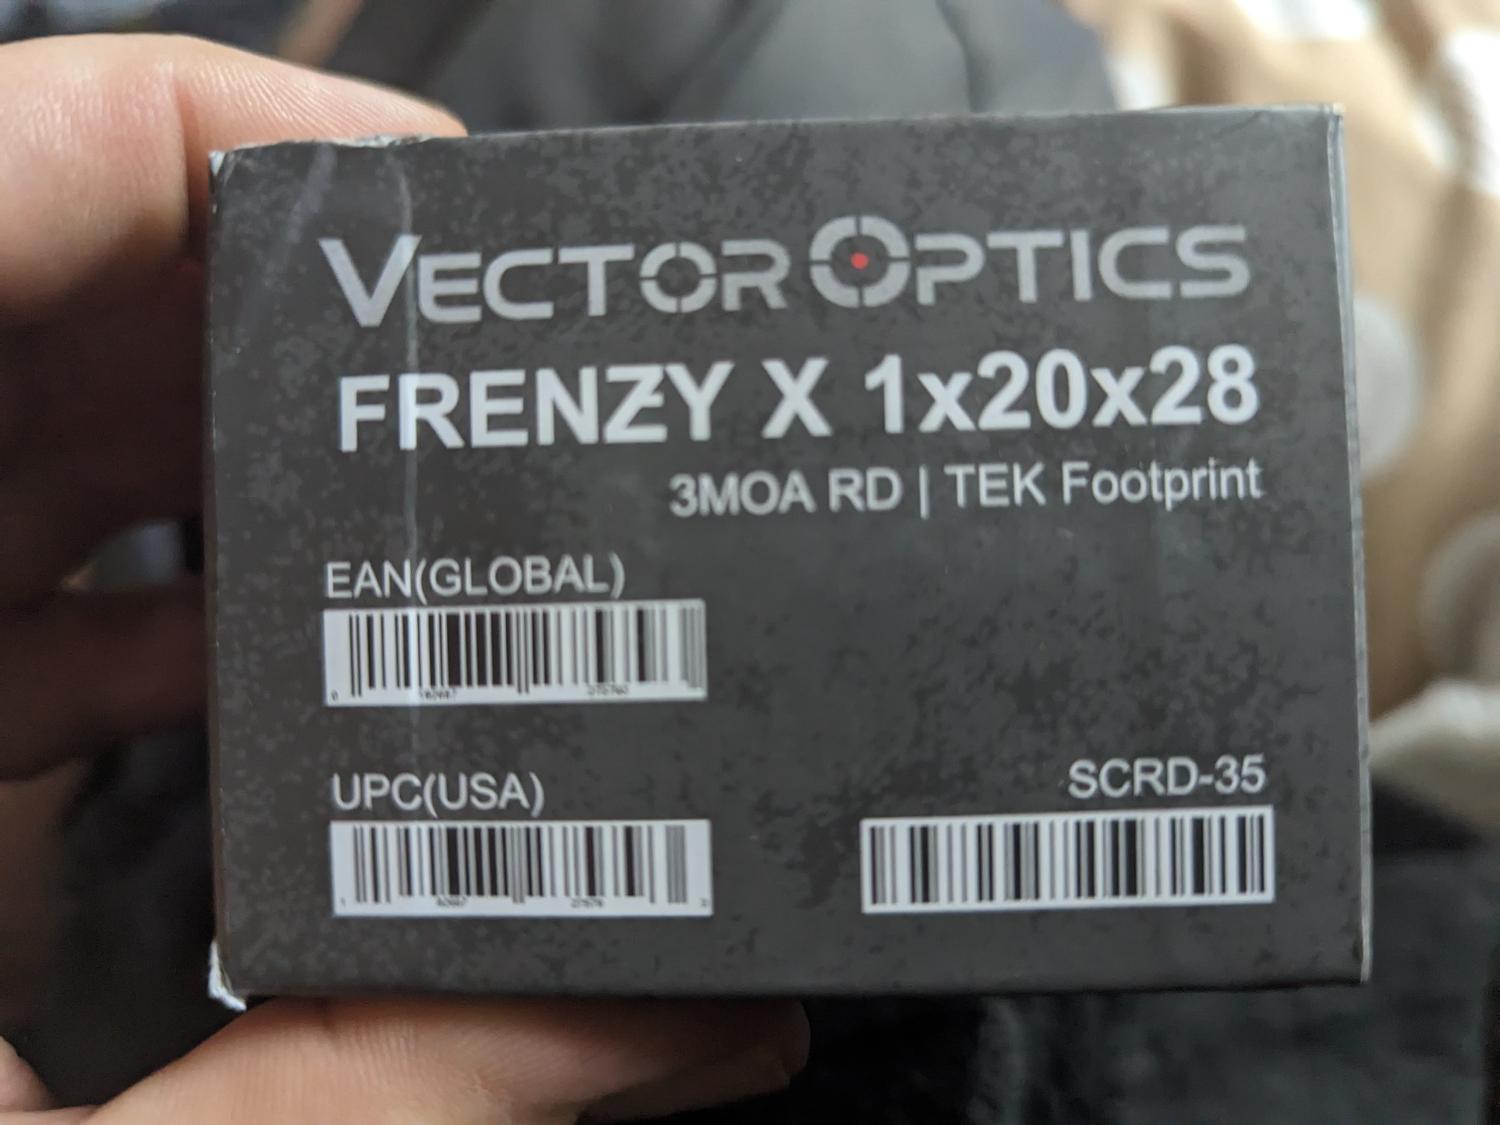 VECTOR OPTICS
FRENZY X 1x20x28
3MOA RD | TEK Footprint
EAN(GLOBAL)
UPC(USA)
SCRD-35